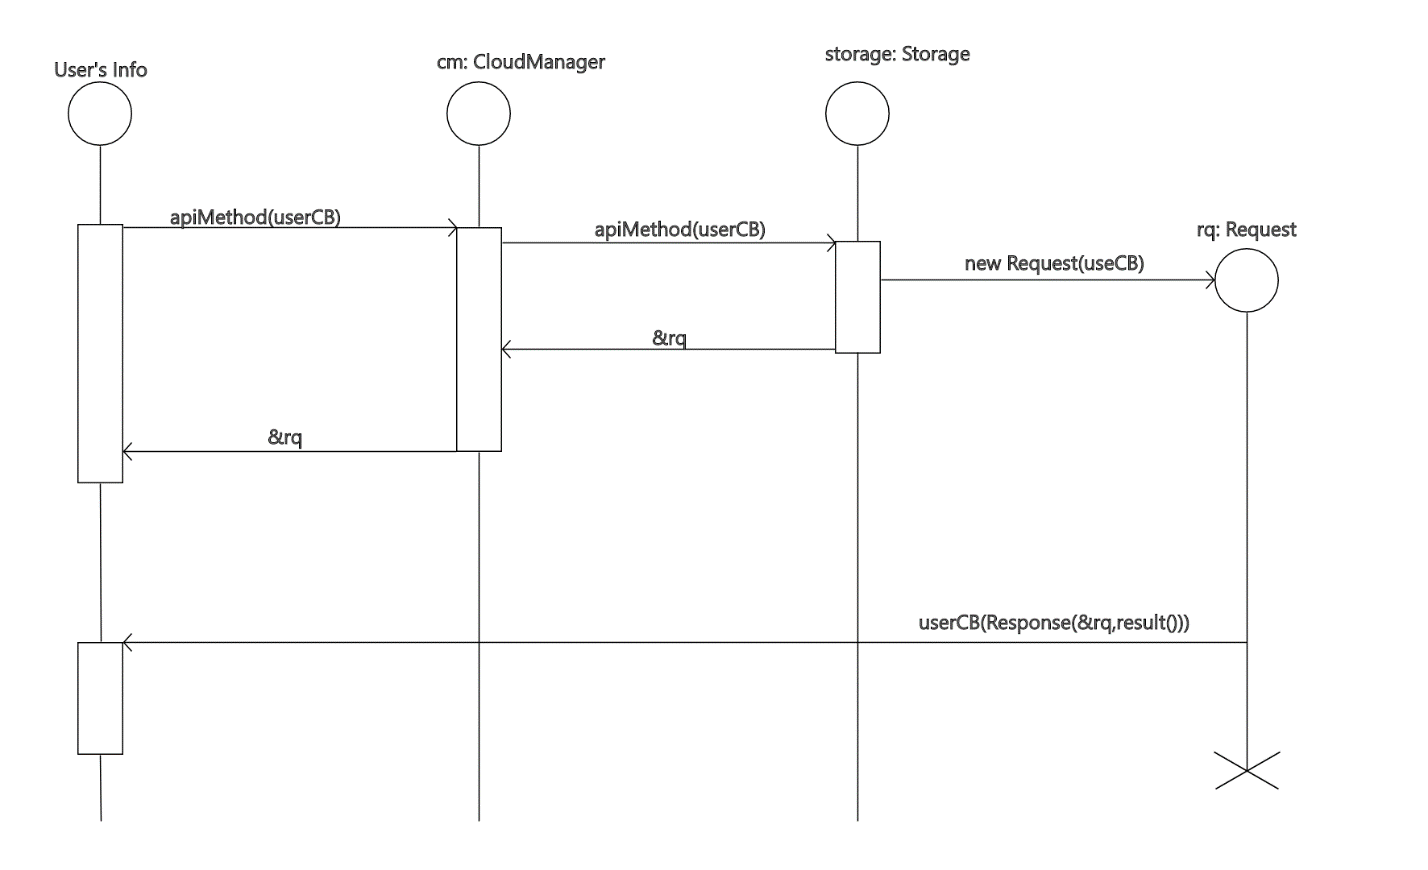 storage: Storage
cm: CloudManager
User's Info
apiMethod(userCB)
apiMethod(userCB)
rq: Request
new Request(useCB)
&rq
&rq
userCB(Response(&rq,result()))